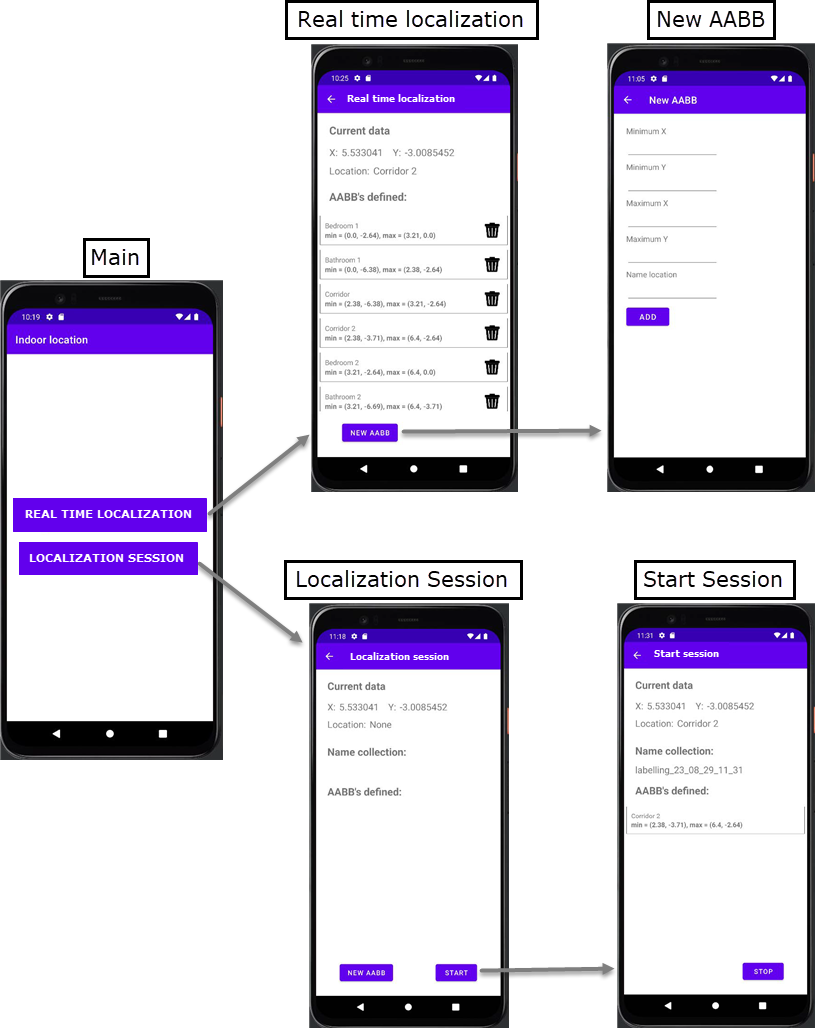 Main
10:19
Indoor location
REAL TIME LOCALIZATION
LOCALIZATION SESSION
Real time localization
10:25
Real time localization
Current data
X: 5.533041 Y: -3.0085452
Location: Corridor 2
AABB's defined:
Bedroom 1
min = (0.0, -2.64), max = (3.21, 0.0)
Bathroom 1
min = (0.0, -6.38), max = (2.38, -2.64)
Corridor
min = (2.38, -6.38), max = (3.21, -2.64)
Corridor 2
min = (2.38, -3.71), max = (6.4, -2.64)
Bedroom 2
min = (3.21, -2.64), max = (6.4, 0.0)
Bathroom 2
min = (3.21, -6.69), max = (6.4, -3.71)
NEW AABB
New AABB
11:05
New AABB
Minimum X
Minimum Y
Maximum X
Maximum Y
Name location
ADD
Localization Session
11:18
Localization session
Current data
X: 5.533041 Y: -3.0085452
Location: None
Name collection:
AABB's defined:
NEW AABB
START
Start Session
11:31
Start session
Current data
X: 5.533041 Y: -3.0085452
Location: Corridor 2
Name collection:
labelling_23_08_29_11_31
AABB's defined:
Corridor 2
min = (2.38, -3.71), max = (6.4, -2.64)
STOP